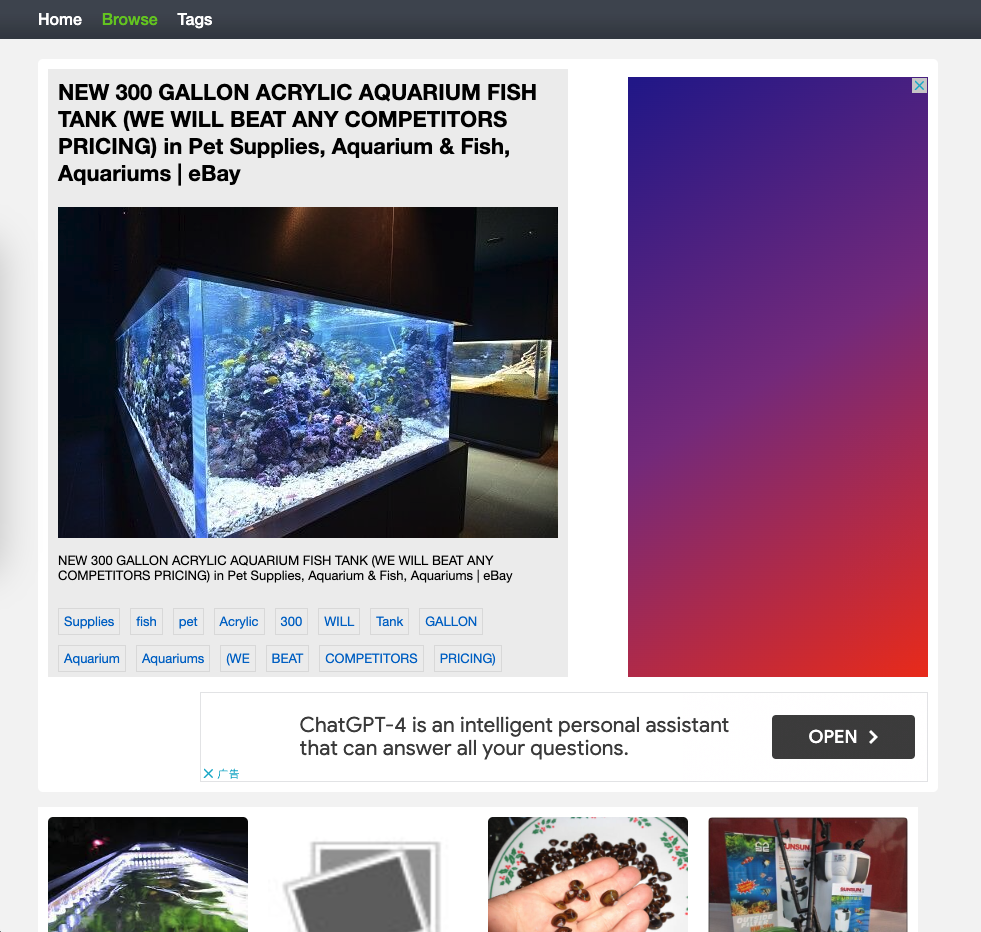 Home Browse Tags
NEW 300 GALLON ACRYLIC AQUARIUM FISH
TANK (WE WILL BEAT ANY COMPETITORS
PRICING) in Pet Supplies, Aquarium & Fish,
Aquariums | eBay
NEW 300 GALLON ACRYLIC AQUARIUM FISH TANK (WE WILL BEAT ANY
COMPETITORS PRICING) in Pet Supplies, Aquarium & Fish, Aquariums | eBay
Supplies fish pet Acrylic 300 WILL Tank GALLON
Aquarium Aquariums (WE BEAT COMPETITORS PRICING)
ChatGPT-4 is an intelligent personal assistant
that can answer all your questions.
OPEN
广告
SUNSUN
SUNSUN